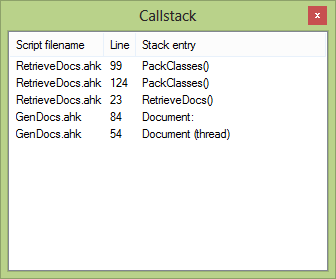 Callstack
x
Script filename Line Stack entry
RetrieveDocs.ahk 99 PackClasses()
RetrieveDocs.ahk 124 PackClasses()
RetrieveDocs.ahk 23 RetrieveDocs()
GenDocs.ahk 84 Document:
GenDocs.ahk 54 Document (thread)